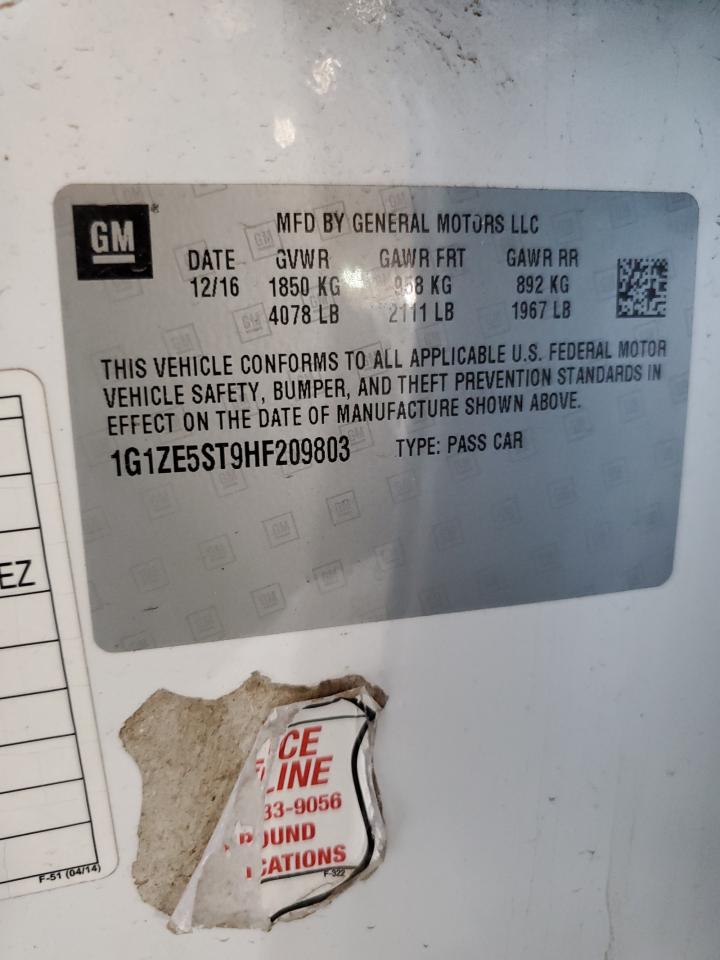 GM
MFD BY GENERAL MOTORS LLC
DATE GVWR GAWR FRT GAWR RR
12/16 1850 KG 958 KG 892 KG
4078 LB 2111 LB 1967 LB
THIS VEHICLE CONFORMS TO ALL APPLICABLE U.S. FEDERAL MOTOR
VEHICLE SAFETY, BUMPER, AND THEFT PREVENTION STANDARDS IN
EFFECT ON THE DATE OF MANUFACTURE SHOWN ABOVE.
1G1ZE5ST9HF209803 TYPE: PASS CAR
EZ
F-51 (04/14)
CE
LINE
33-9056
OUND
CATIONS
F-322